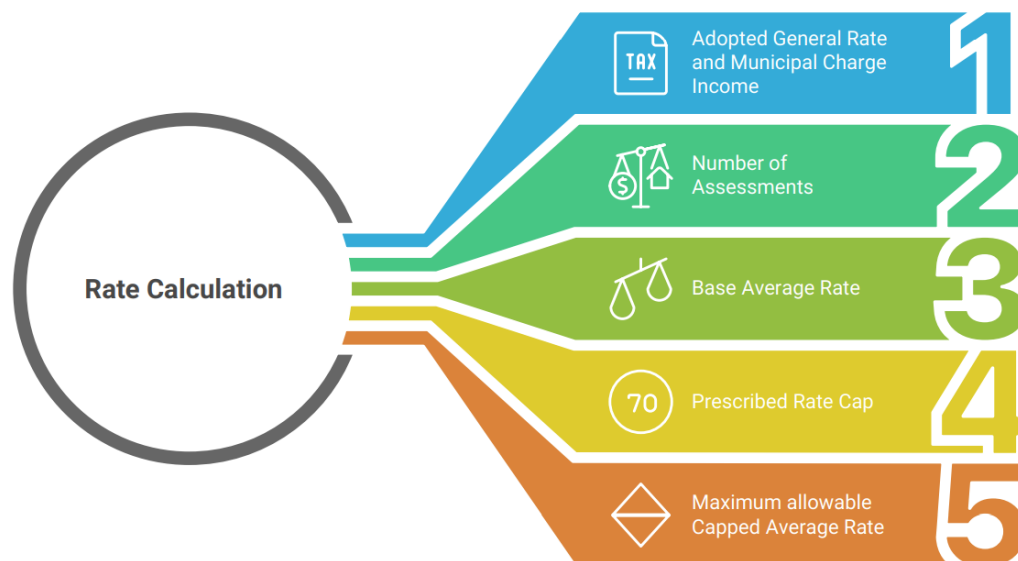 Rate Calculation
TAX
Adopted General Rate
and Municipal Charge
Income
1
$
Number of
Assessments
2
Base Average Rate
3
70
Prescribed Rate Cap
4
Maximum allowable
Capped Average Rate
5